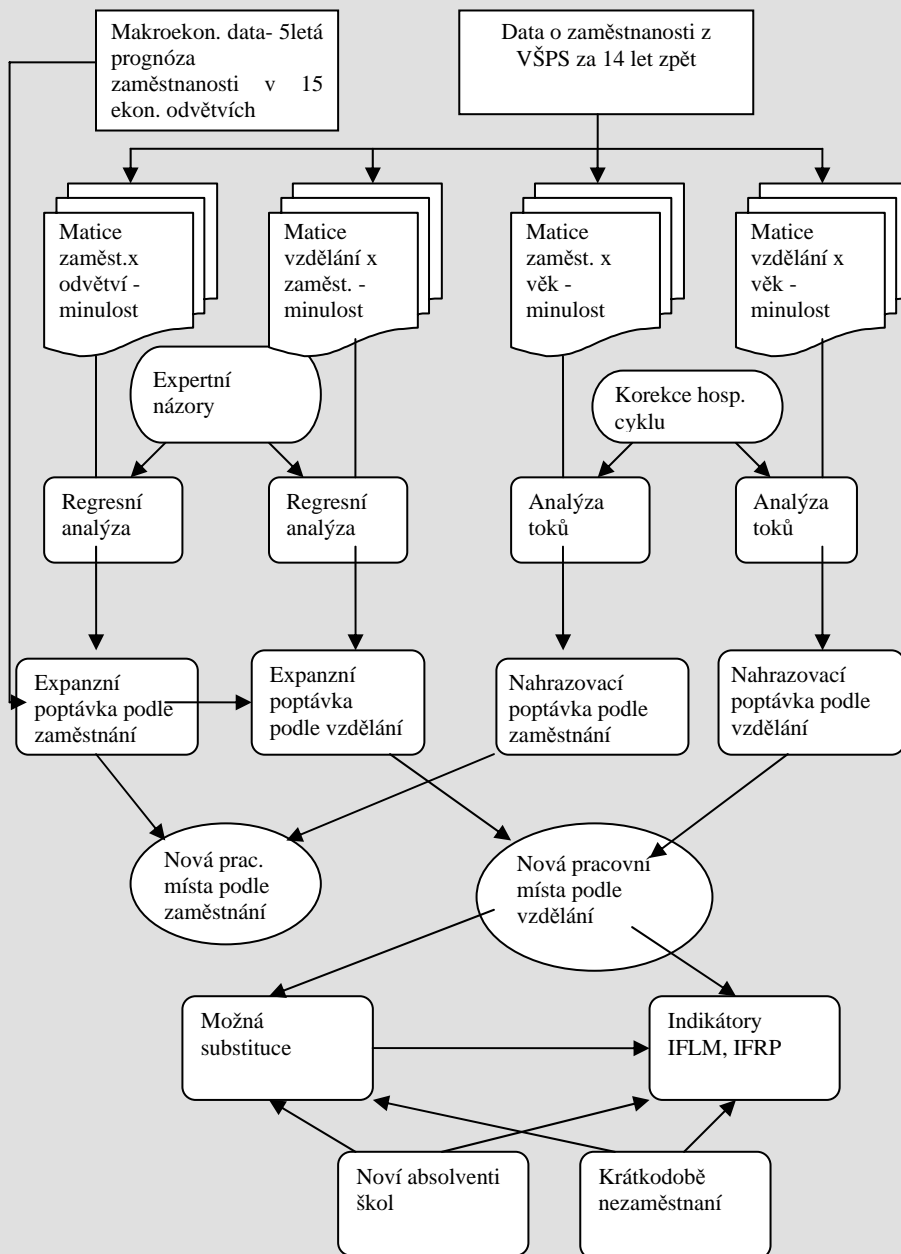 Makroekon. data- 5letá
prognóza
zaměstnanosti v 15
ekon. odvětvích
Data o zaměstnanosti z
VŠPS za 14 let zpět
Matice
zaměst.x
odvětví -
minulost
Matice
vzdělání x
zaměst. -
minulost
Matice
zaměst. x
věk -
minulost
Matice
vzdělání x
věk -
minulost
Expertní
názory
Korekce hosp.
cyklu
Regresní
analýza
Regresní
analýza
Analýza
toků
Analýza
toků
Expanzní
poptávka podle
zaměstnání
Expanzní
poptávka
podle vzdělání
Nahrazovací
poptávka podle
zaměstnání
Nahrazovací
poptávka podle
vzdělání
Nová prac.
místa podle
zaměstnání
Nová pracovní
místa podle
vzdělání
Možná
substituce
Indikátory
IFLM, IFRP
Noví absolventi
škol
Krátkodobě
nezaměstnaní